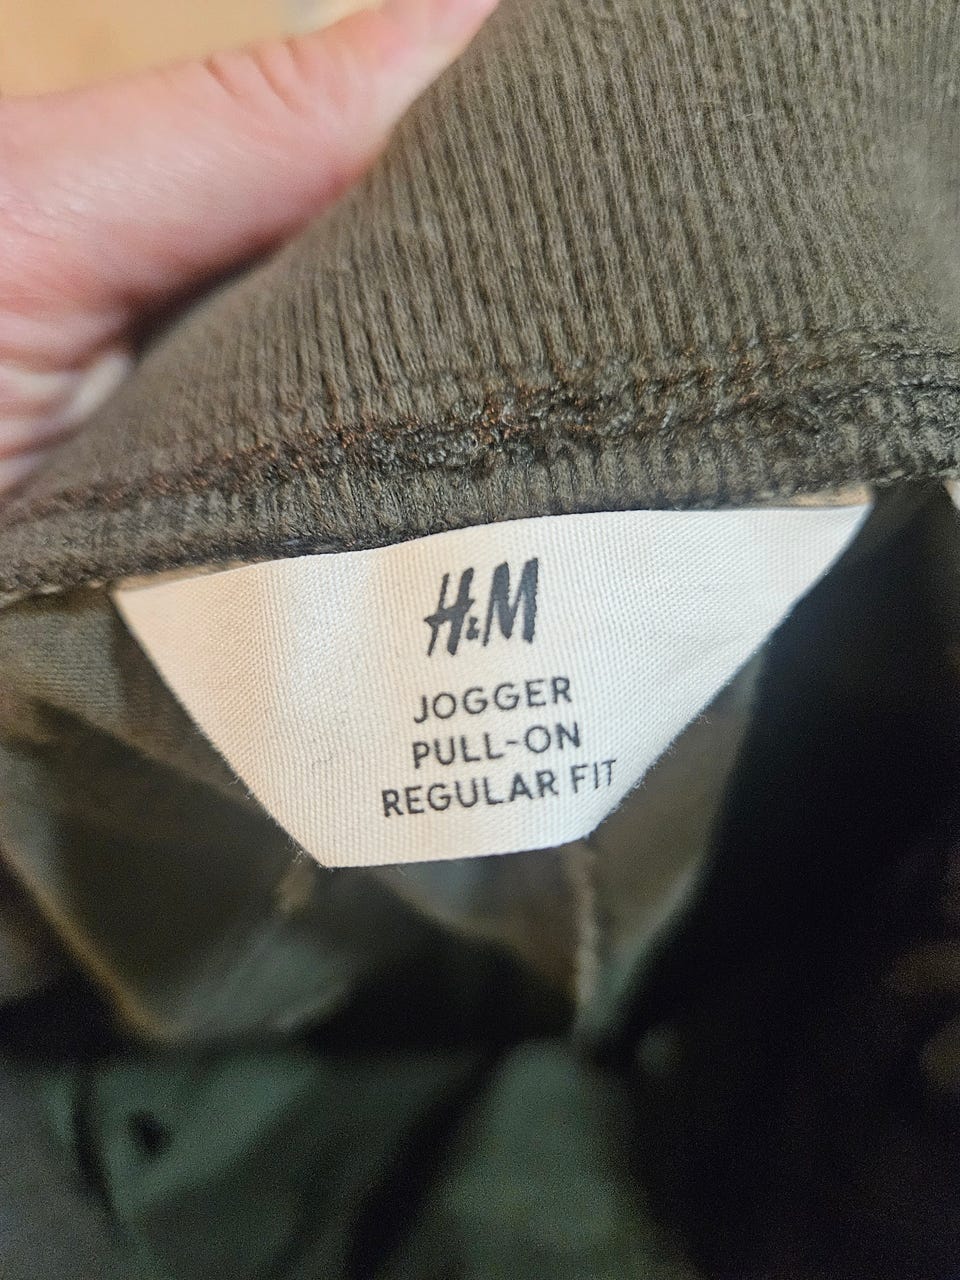 H&M
JOGGER
PULL-ON
REGULAR FIT